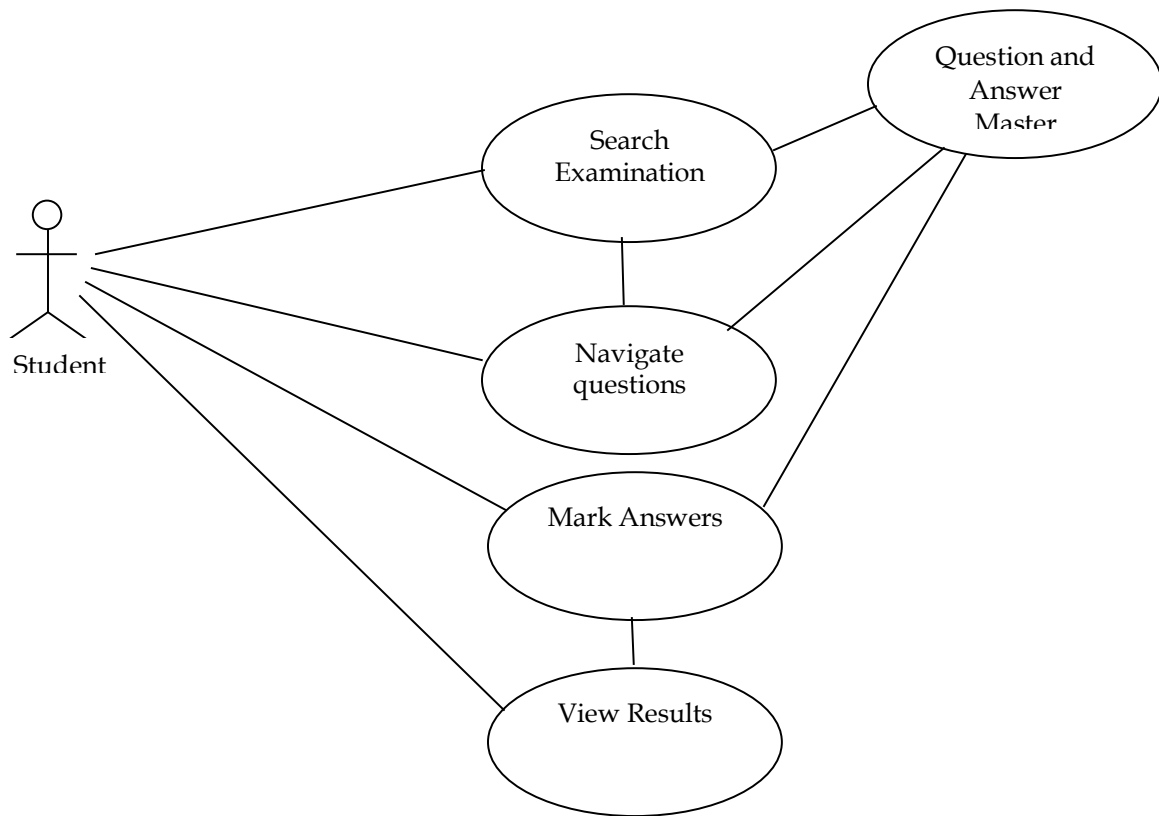 Question and
Answer
Master
Search
Examination
Student
Navigate
questions
Mark Answers
View Results